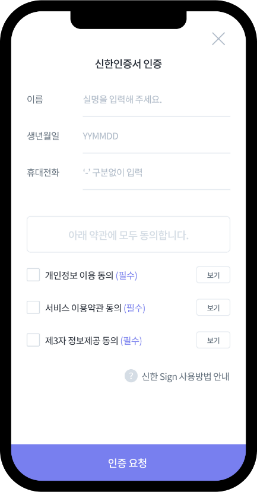 신한인증서 인증
이름 실명을 입력해 주세요.
생년월일 YYMMDD
휴대전화 '-' 구분없이 입력
아래 약관에 모두 동의합니다.
개인정보 이용 동의 (필수) 보기
서비스 이용약관 동의 (필수) 보기
제3자 정보제공 동의 (필수) 보기
! 신한 Sign 사용방법 안내
인증 요청